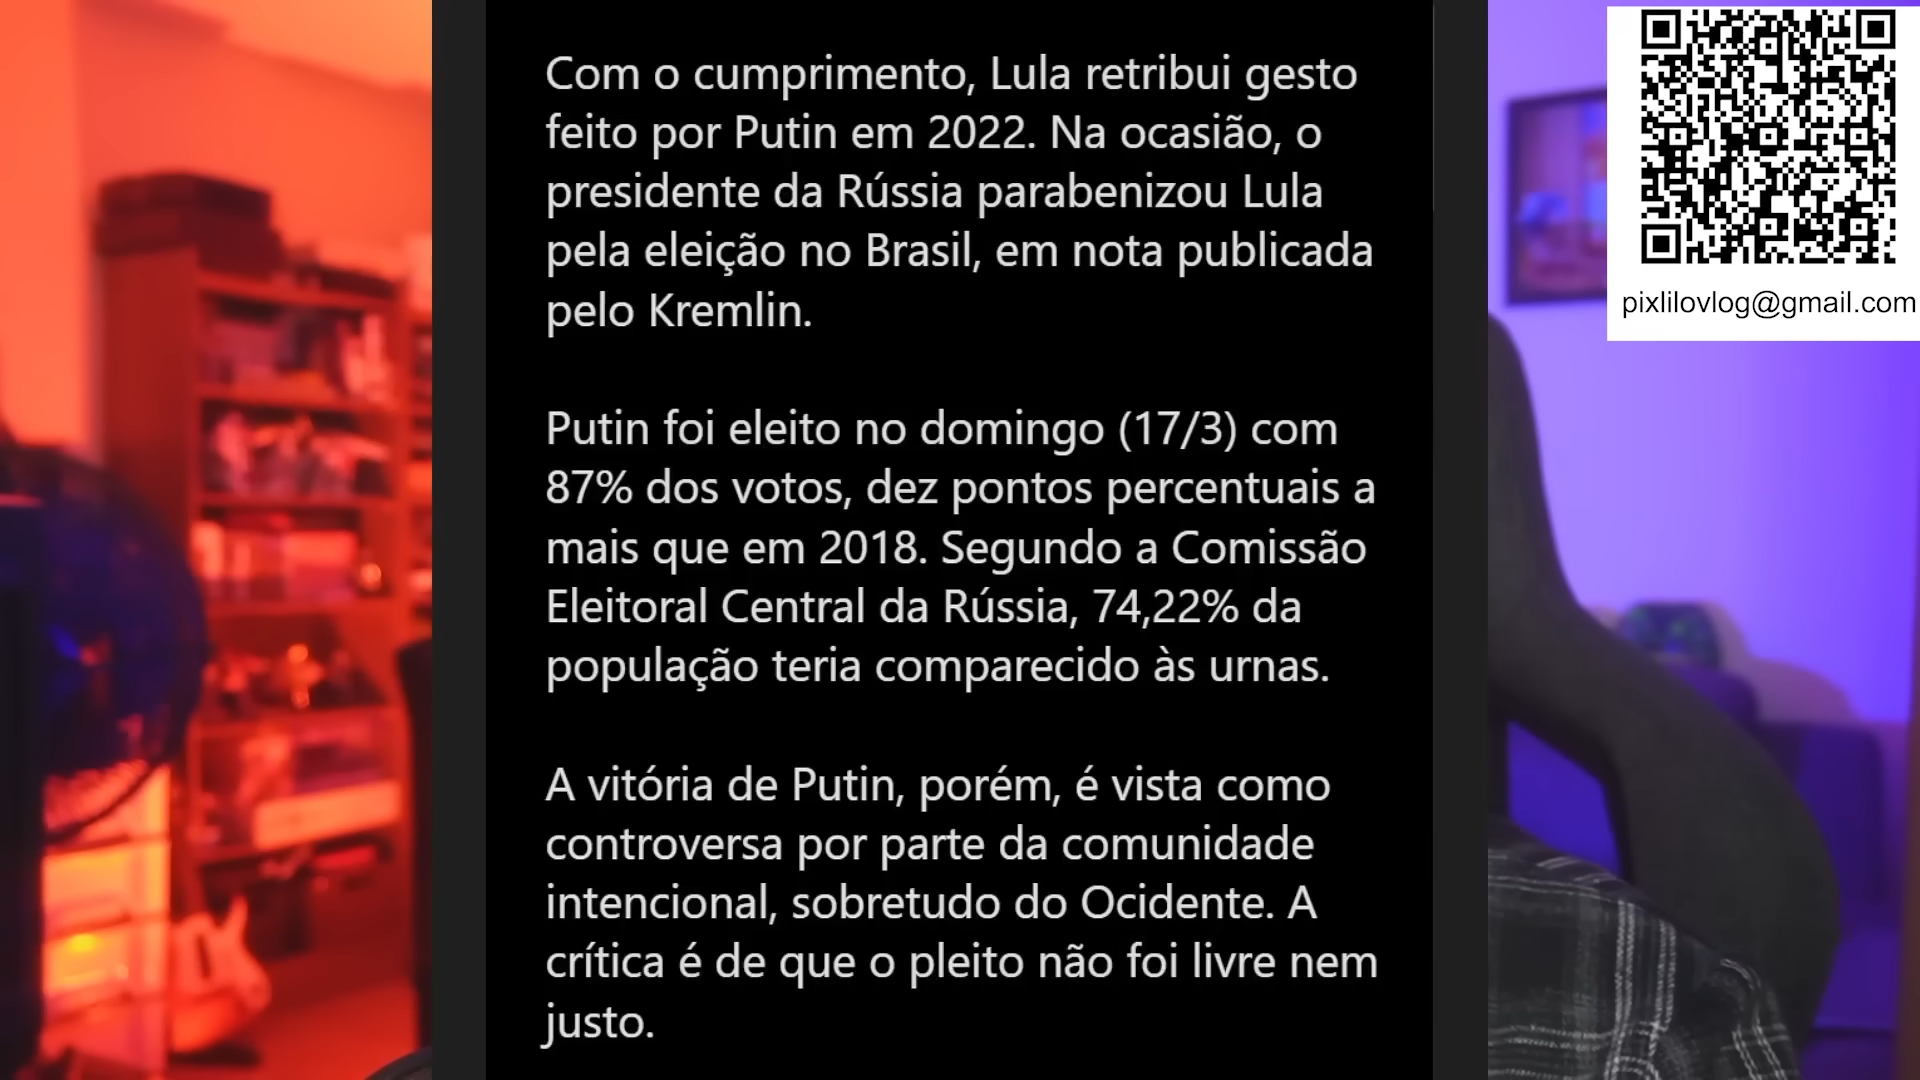 Com o cumprimento, Lula retribui gesto
feito por Putin em 2022. Na ocasião, o
presidente da Rússia parabenizou Lula
pela eleição no Brasil, em nota publicada
pelo Kremlin.
Putin foi eleito no domingo (17/3) com
87% dos votos, dez pontos percentuais a
mais que em 2018. Segundo a Comissão
Eleitoral Central da Rússia, 74,22% da
população teria comparecido às urnas.
A vitória de Putin, porém, é vista como
controversa por parte da comunidade
intencional, sobretudo do Ocidente. A
crítica é de que o pleito não foi livre nem
justo.
pixlilovlog@gmail.com